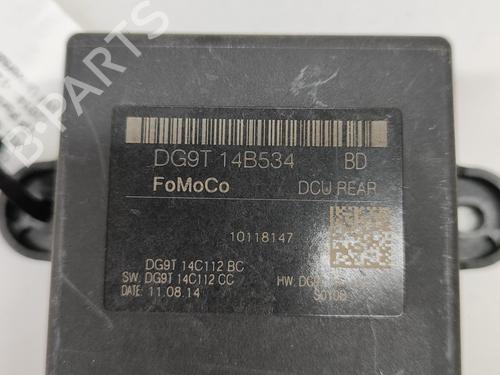 DG9T 14B534 BD
FoMoCo DCU REAR
10118147
DG9T 14C112 BC
SW. DG9T 14C112 CC HW.
DATE: 11.08.14
B-PARTS